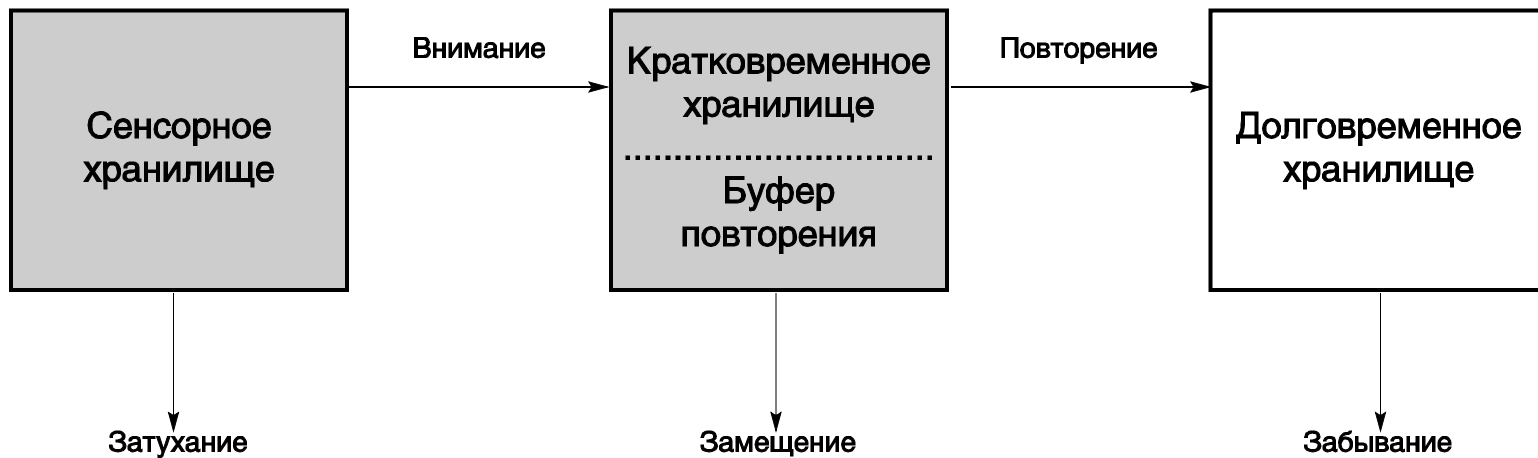 Внимание
Повторение
Сенсорное
хранилище
Кратковременное
хранилище
Буфер
повторения
Долговременное
хранилище
Затухание
Замещение
Забывание